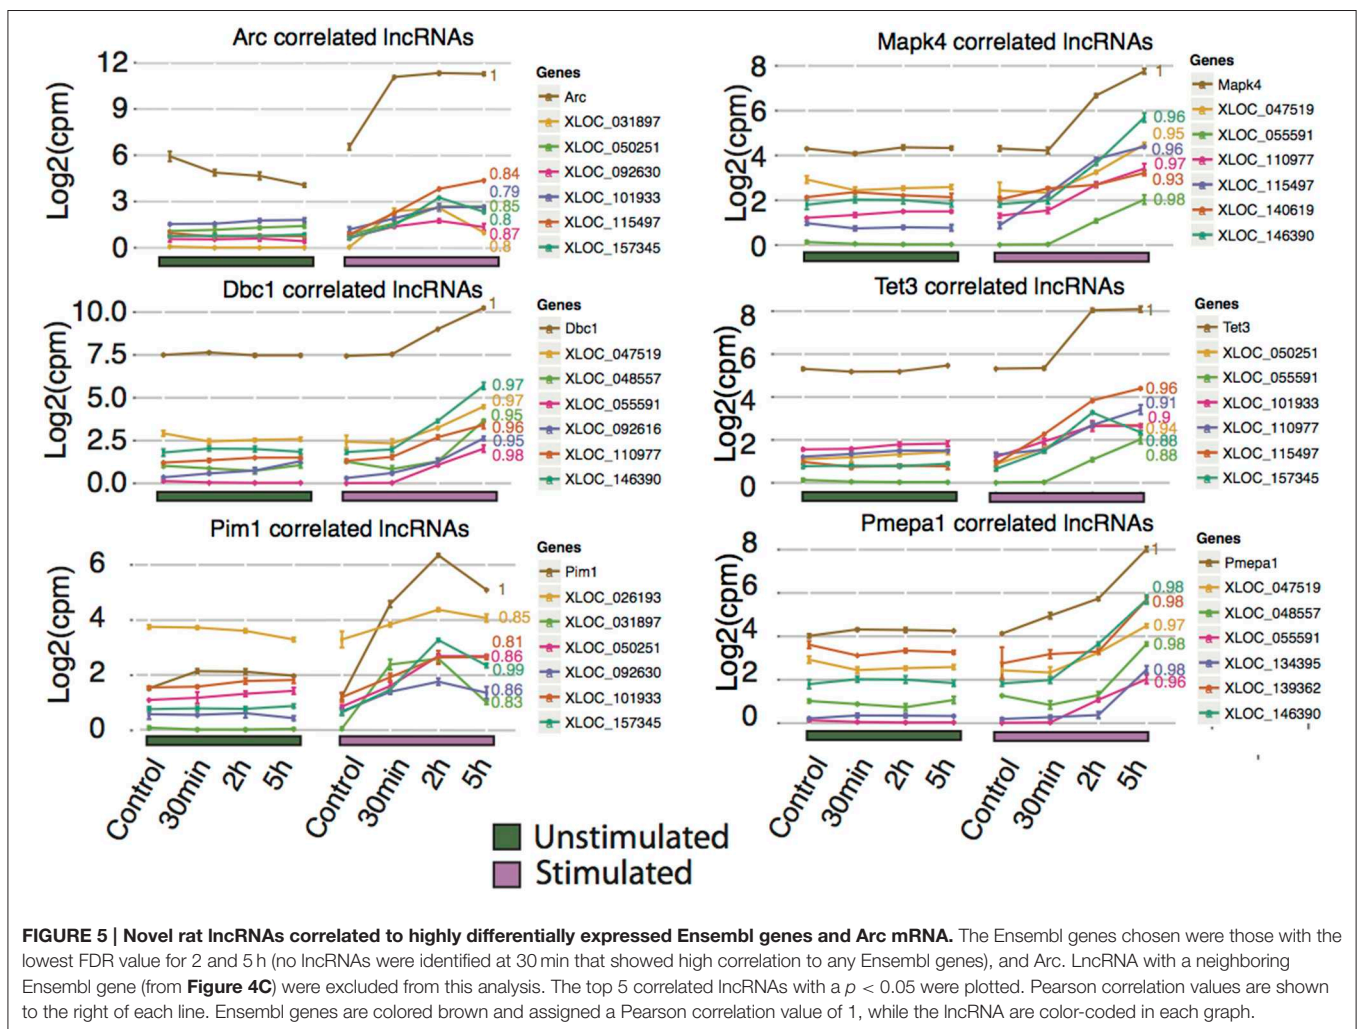 Arc correlated lncRNAs
Log2(cpm)
12
9
6
3
0
1
0.84
0.79
0.85
0.8
0.87
0.8
Genes
Arc
XLOC_031897
XLOC_050251
XLOC_092630
XLOC_101933
XLOC_115497
XLOC_157345
Mapk4 correlated lncRNAs
Log2(cpm)
8
6
4
2
0
1
0.96
0.95
0.96
0.97
0.93
0.98
Genes
Mapk4
XLOC_047519
XLOC_055591
XLOC_110977
XLOC_115497
XLOC_140619
XLOC_146390
Dbc1 correlated lncRNAs
Log2(cpm)
10.0
7.5
5.0
2.5
0.0
1
0.97
0.97
0.95
0.96
0.95
0.98
Genes
Dbc1
XLOC_047519
XLOC_048557
XLOC_055591
XLOC_092616
XLOC_110977
XLOC_146390
Tet3 correlated lncRNAs
Log2(cpm)
8
6
4
2
0
1
0.96
0.91
0.9
0.94
0.88
0.88
Genes
Tet3
XLOC_050251
XLOC_055591
XLOC_101933
XLOC_110977
XLOC_115497
XLOC_157345
Pim1 correlated lncRNAs
Log2(cpm)
6
4
2
0
1
0.85
0.81
0.86
0.99
0.86
0.83
Genes
Pim1
XLOC_026193
XLOC_031897
XLOC_050251
XLOC_092630
XLOC_101933
XLOC_157345
Control
30min
2h
5h
Control
30min
2h
5h
Pmepa1 correlated lncRNAs
Log2(cpm)
8
6
4
2
0
1
0.98
0.98
0.97
0.98
0.98
0.96
Genes
Pmepa1
XLOC_047519
XLOC_048557
XLOC_055591
XLOC_134395
XLOC_139362
XLOC_146390
Control
30min
2h
5h
Control
30min
2h
5h
Unstimulated
Stimulated
FIGURE 5 | Novel rat lncRNAs correlated to highly differentially expressed Ensembl genes and Arc mRNA. The Ensembl genes chosen were those with the
lowest FDR value for 2 and 5 h (no lncRNAs were identified at 30 min that showed high correlation to any Ensembl genes), and Arc. LncRNA with a neighboring
Ensembl gene (from Figure 4C) were excluded from this analysis. The top 5 correlated lncRNAs with a p < 0.05 were plotted. Pearson correlation values are shown
to the right of each line. Ensembl genes are colored brown and assigned a Pearson correlation value of 1, while the lncRNA are color-coded in each graph.